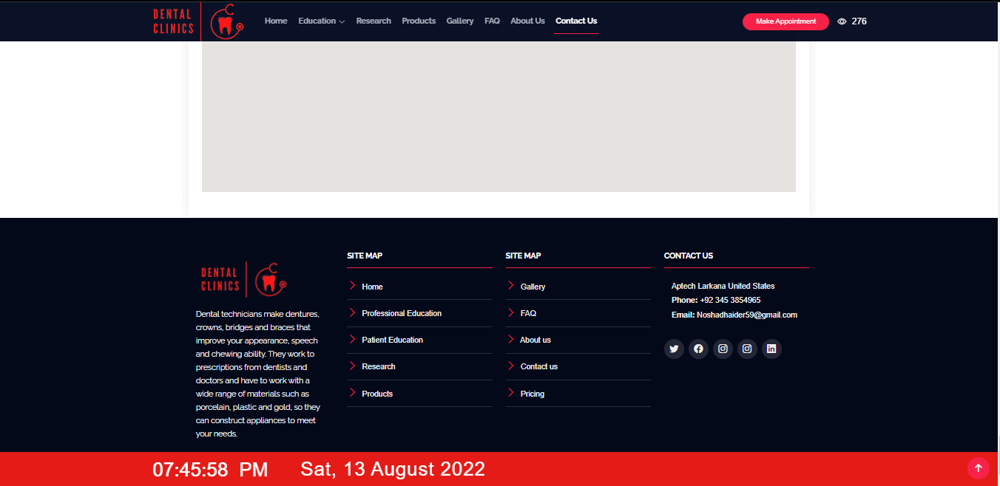 DENTAL
CLINICS
Home Education Research Products Gallery FAQ About Us Contact Us
Make Appointment
276
DENTAL
CLINICS
Dental technicians make dentures,
crowns, bridges and braces that
improve your appearance, speech
and chewing ability. They work to
prescriptions from dentists and
doctors and have to work with a
wide range of materials such as
porcelain, plastic and gold, so they
can construct appliances to meet
your needs.
SITE MAP
Home
Professional Education
Patient Education
Research
Products
SITE MAP
Gallery
FAQ
About us
Contact us
Pricing
CONTACT US
Aptech Larkana United States
Phone: +92 345 3854965
Email: Noshadhaider59@gmail.com
07:45:58 PM Sat, 13 August 2022